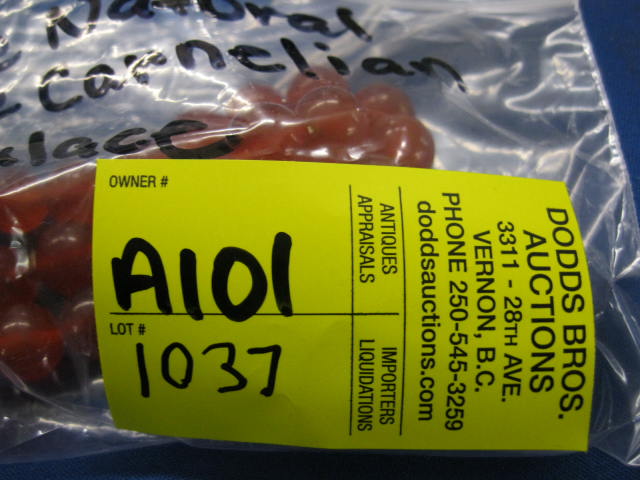 Natural
Carnelian
OWNER #
A101
LOT #
1037
ANTIQUES
APPRAISALS
IMPORTERS
LIQUIDATIONS
DODDS BROS.
AUCTIONS
3311 - 28TH AVE.
VERNON, B.C.
PHONE 250-545-3259
doddsauctions.com